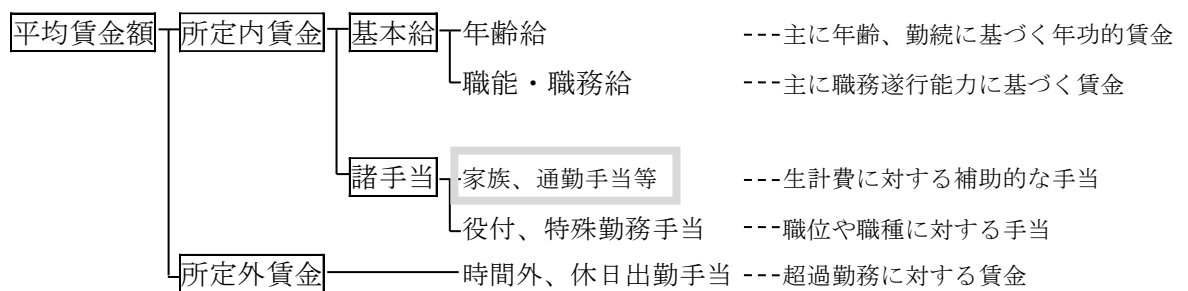 平均賃金額 所定内賃金 基本給 年齢給 ---主に年齢、勤続に基づく年功的賃金
職能・職務給 ---主に職務遂行能力に基づく賃金
諸手当 家族、通勤手当等 ---生計費に対する補助的な手当
役付、特殊勤務手当 ---職位や職種に対する手当
所定外賃金 時間外、休日出勤手当 ---超過勤務に対する賃金